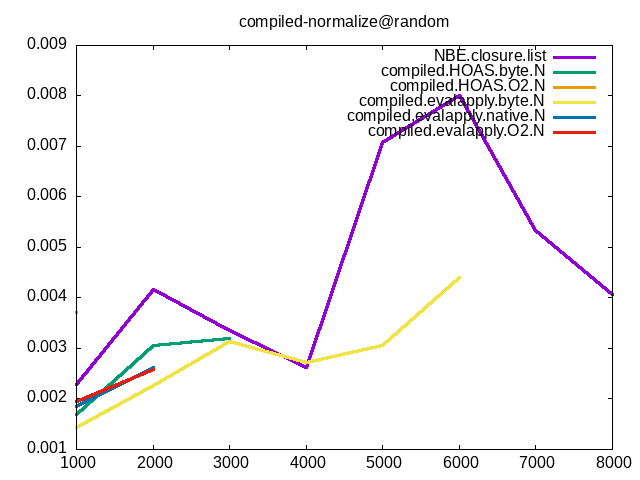 compiled-normalize@random
0.009
0.008
0.007
0.006
0.005
0.004
0.003
0.002
0.001
NBE.closure.list
compiled.HOAS.byte.N
compiled.HOAS.O2.N
compiled.evalapply.byte.N
compiled.evalapply.native.N
compiled.evalapply.O2.N
1000 2000 3000 4000 5000 6000 7000 8000